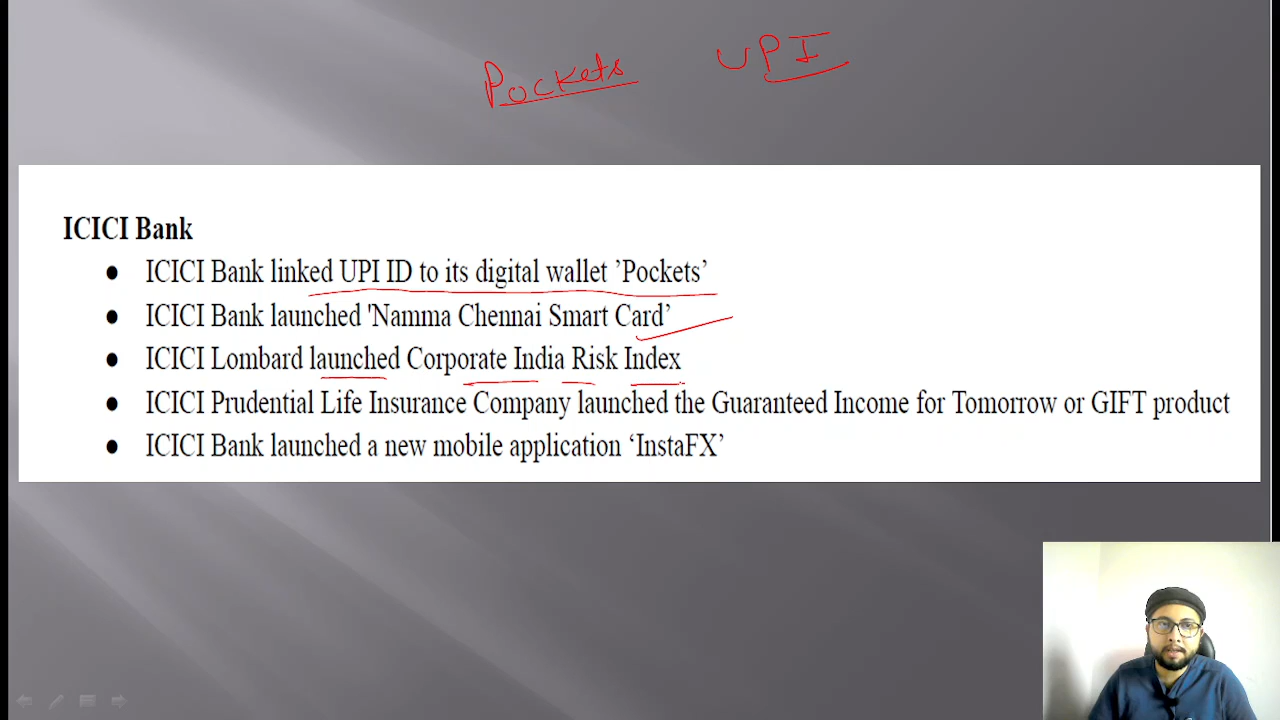 Pockets UPI
ICICI Bank
● ICICI Bank linked UPI ID to its digital wallet ’Pockets’
● ICICI Bank launched 'Namma Chennai Smart Card’
● ICICI Lombard launched Corporate India Risk Index
● ICICI Prudential Life Insurance Company launched the Guaranteed Income for Tomorrow or GIFT product
● ICICI Bank launched a new mobile application ‘InstaFX’